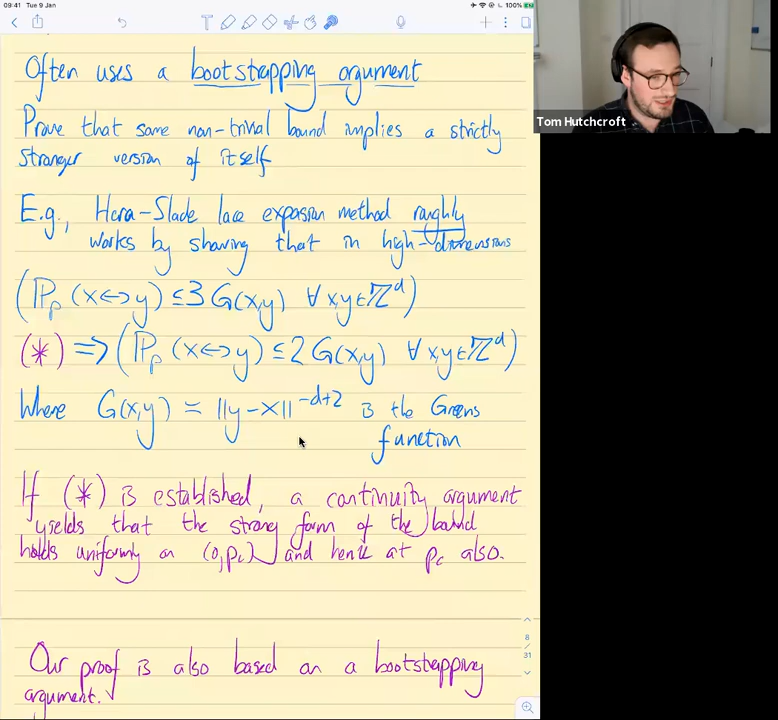 09:41 Tue 9 Jan
100%
Often uses a bootstrapping argument
Prove that some non-trivial bound implies a strictly
stronger version of itself
E.g., Hara-Slade lace expansion method roughly
works by showing that in high-dimensions
(ℙₚ(x↔y) ≤ 3 G(x,y) ∀ x,y ∈ ℤᵈ)
(*) ⇒ (ℙₚ(x↔y) ≤ 2 G(x,y) ∀ x,y ∈ ℤᵈ)
Where G(x,y) = ||y-x||^{-d+2} is the Greens
function
If (*) is established, a continuity argument
yields that the strong form of the bound
holds uniformly on (0,p_c) and hence at p_c also.
Our proof is also based on a bootstrapping
argument.
8
/
31
Tom Hutchcroft